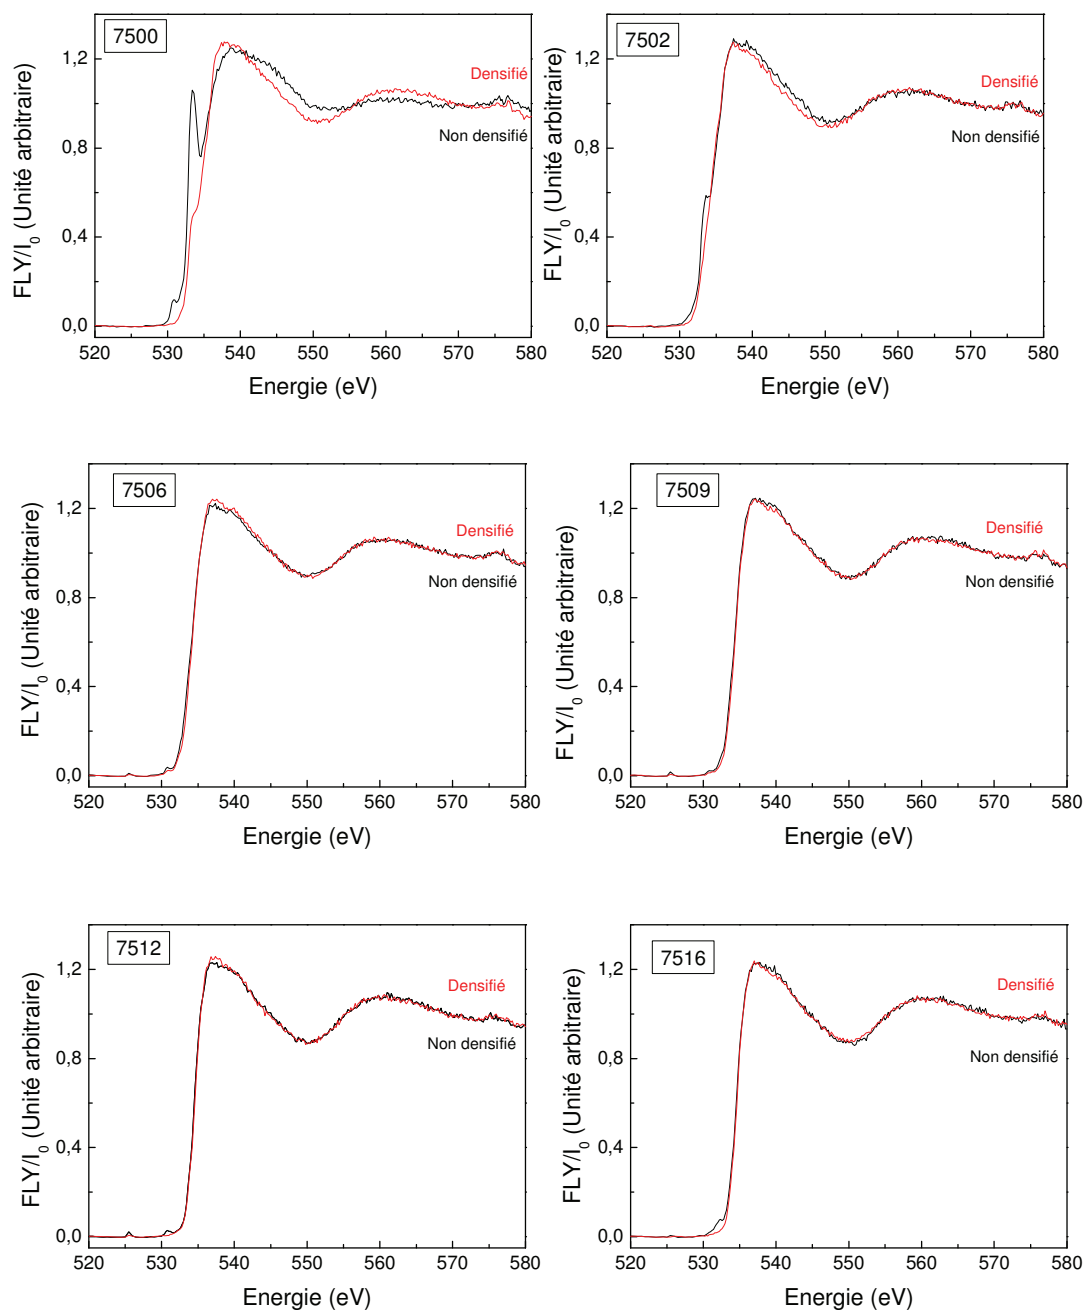 7500
1,2
0,8
0,4
0,0
FLY/I0 (Unité arbitraire)
Densifié
Non densifié
520 530 540 550 560 570 580
Energie (eV)
7502
1,2
0,8
0,4
0,0
FLY/I0 (Unité arbitraire)
Densifié
Non densifié
520 530 540 550 560 570 580
Energie (eV)
7506
1,2
0,8
0,4
0,0
FLY/I0 (Unité arbitraire)
Densifié
Non densifié
520 530 540 550 560 570 580
Energie (eV)
7509
1,2
0,8
0,4
0,0
FLY/I0 (Unité arbitraire)
Densifié
Non densifié
520 530 540 550 560 570 580
Energie (eV)
7512
1,2
0,8
0,4
0,0
FLY/I0 (Unité arbitraire)
Densifié
Non densifié
520 530 540 550 560 570 580
Energie (eV)
7516
1,2
0,8
0,4
0,0
FLY/I0 (Unité arbitraire)
Densifié
Non densifié
520 530 540 550 560 570 580
Energie (eV)